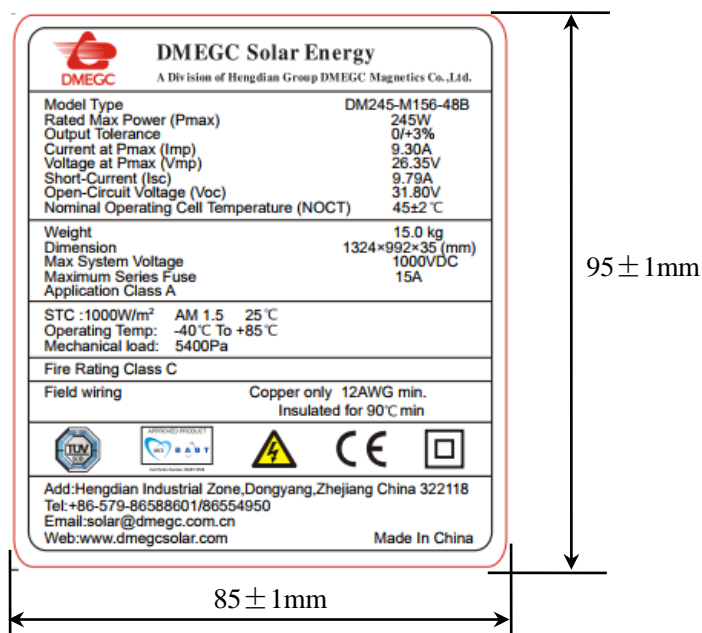 DMEGC
DMEGC Solar Energy
A Division of Hengdian Group DMEGC Magnetics Co.,Ltd.
Model Type DM245-M156-48B
Rated Max Power (Pmax) 245W
Output Tolerance 0/+3%
Current at Pmax (Imp) 9.30A
Voltage at Pmax (Vmp) 26.35V
Short-Current (Isc) 9.79A
Open-Circuit Voltage (Voc) 31.80V
Nominal Operating Cell Temperature (NOCT) 45±2℃
Weight 15.0 kg
Dimension 1324×992×35 (mm)
Max System Voltage 1000VDC
Maximum Series Fuse 15A
Application Class A
STC :1000W/m² AM 1.5 25℃
Operating Temp: -40℃ To +85℃
Mechanical load: 5400Pa
Fire Rating Class C
Field wiring Copper only 12AWG min.
Insulated for 90℃ min
TUV
APPROVED PRODUCT
BABT
CE
Add:Hengdian Industrial Zone,Dongyang,Zhejiang China 322118
Tel:+86-579-86588601/86554950
Email:solar@dmegc.com.cn
Web:www.dmegcsolar.com Made In China
95±1mm
85±1mm